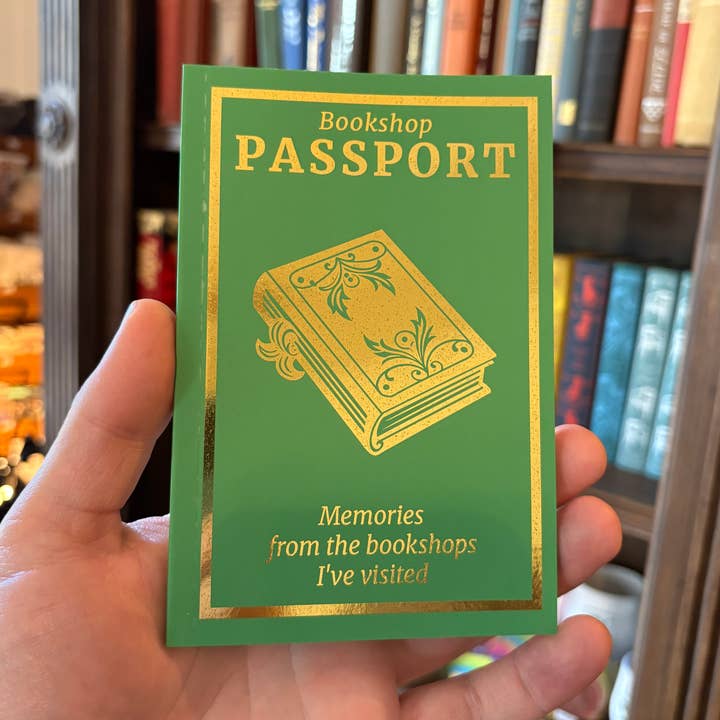 Bookshop
PASSPORT
Memories
from the bookshops
I've visited